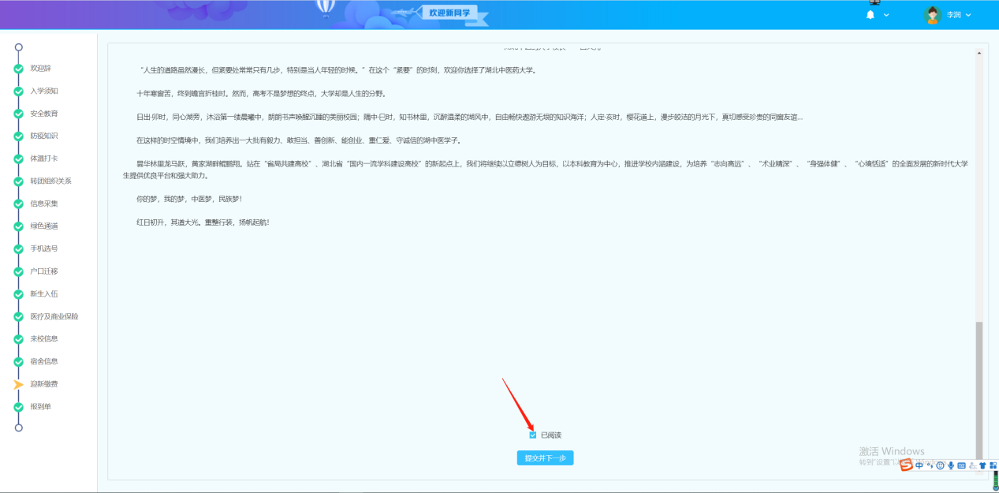 欢迎新同学
李润
欢迎辞
入学须知
安全教育
防疫知识
体温打卡
转团组织关系
信息采集
绿色通道
手机选号
户口迁移
新生入伍
医疗及商业保险
来校信息
宿舍信息
迎新缴费
报到单
“人生的道路虽然漫长，但紧要处常常只有几步，特别是当人年轻的时候。”在这个“紧要”的时刻，欢迎你选择了湖北中医药大学。
十年寒窗苦，终到蟾宫折桂时。然而，高考不是梦想的终点，大学却是人生的分野。
日出·卯时，同心湖旁，沐浴第一缕晨曦中，朗朗书声唤醒沉睡的美丽校园；隅中·巳时，知书林里，沉醉温柔的湖风中，自由畅快遨游无垠的知识海洋；人定·亥时，樱花道上，漫步皎洁的月光下，真切感受珍贵的同窗友谊...
在这样的时空情境中，我们培养出一大批有毅力、敢担当、善创新、能创业、重仁爱、守诚信的湖中医学子。
昙华林里龙马跃，黄家湖畔鲲鹏翔。站在“省局共建高校”、湖北省“国内一流学科建设高校”的新起点上，我们将继续以立德树人为目标，以本科教育为中心，推进学校内涵建设，为培养“志向高远”、“术业精深”、“身强体健”、“心境恬适”的全面发展的新时代大学
生提供优良平台和强大助力。
你的梦，我的梦，中医梦，民族梦！
红日初升，其道大光。重整行装，扬帆起航！
已阅读
提交并下一步
激活 Windows
转到"设置"以 Windows。
中